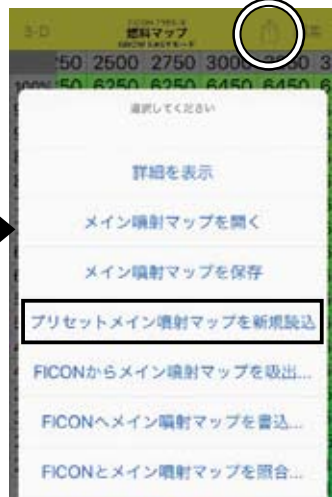 3-D
燃料マップ
:50 2500 2750 3000
100%
選択してください
詳細を表示
メイン噴射マップを開く
メイン噴射マップを保存
プリセットメイン噴射マップを新規読込
FICONからメイン噴射マップを吸出...
FICONへメイン噴射マップを書込...
FICONとメイン噴射マップを照合...